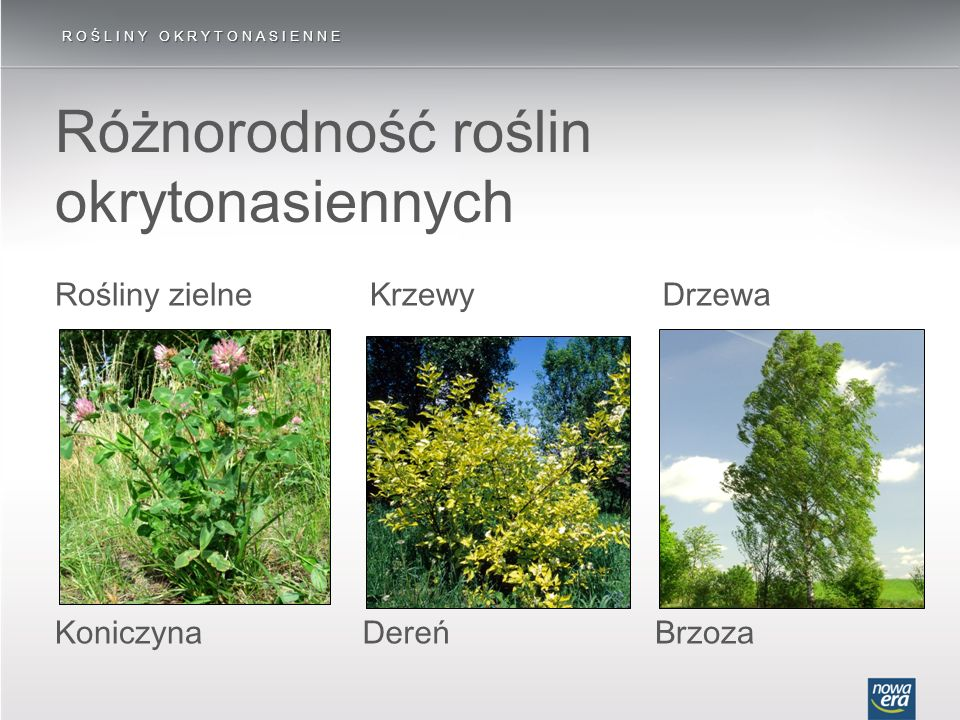 ROŚLINY OKRYTONASIENNE
Różnorodność roślin
okrytonasiennych
Rośliny zielne Krzewy Drzewa
Koniczyna Dereń Brzoza
nowa
era